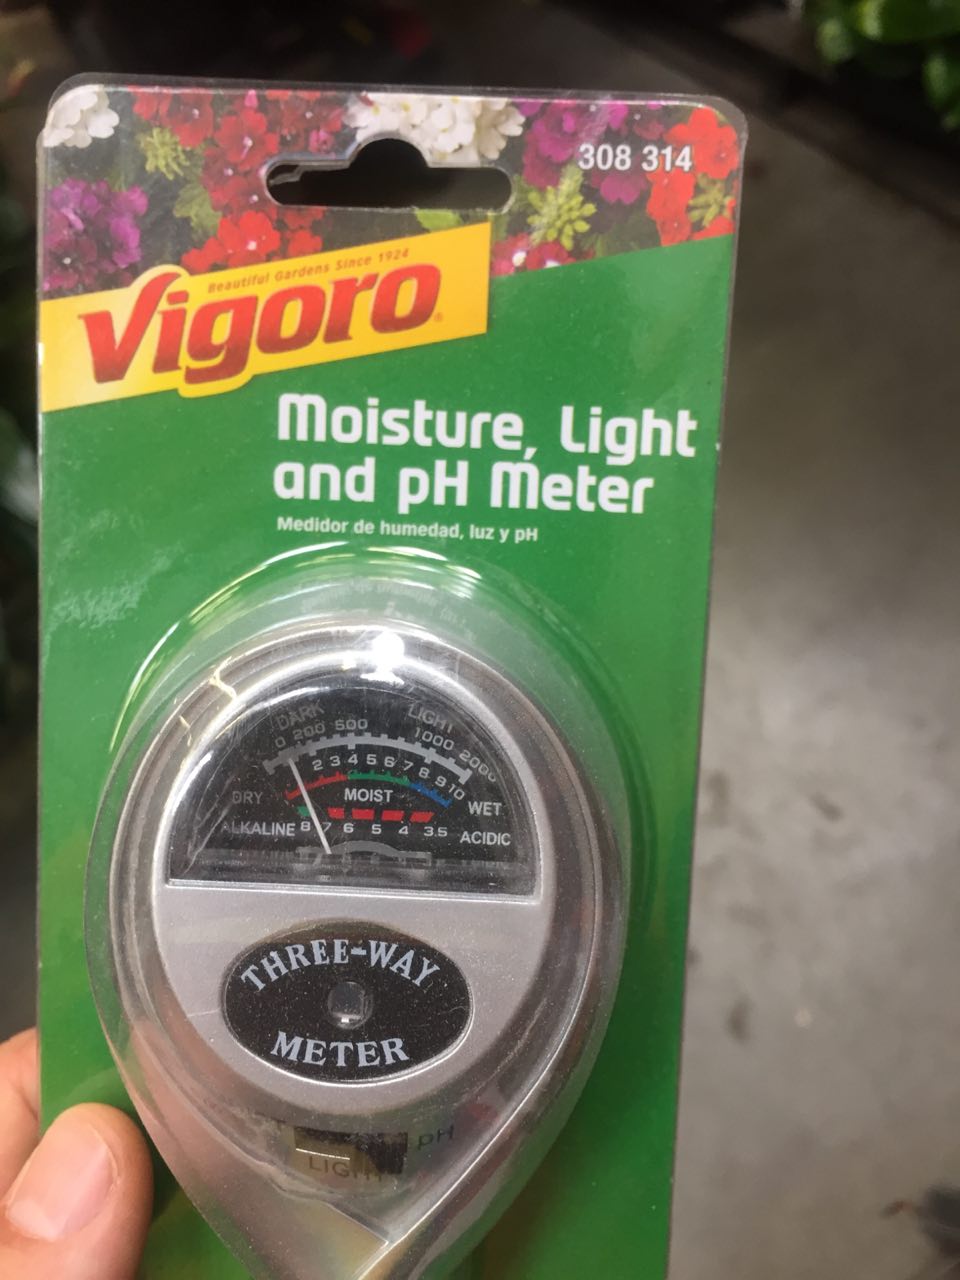 308 314
Beautiful Gardens Since 1924
Vigoro®
Moisture, Light
and pH Meter
Medidor de humedad, luz y pH
DARK LIGHT
0 200 500 1000 2000
2 3 4 5 6 7 8 9 10
DRY MOIST WET
ALKALINE 8 7 6 5 4 3.5 ACIDIC
THREE-WAY
METER
pH
LIGHT